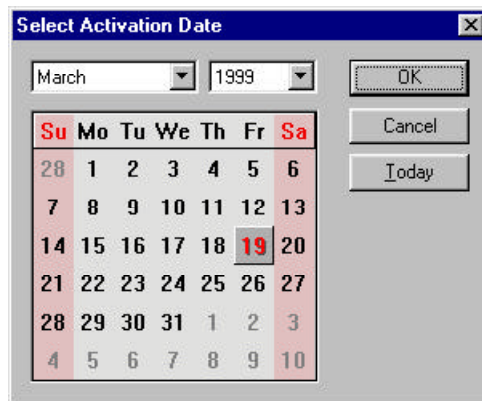 Select Activation Date
March 1999 OK
Cancel
Today
Su Mo Tu We Th Fr Sa
28 1 2 3 4 5 6
7 8 9 10 11 12 13
14 15 16 17 18 19 20
21 22 23 24 25 26 27
28 29 30 31 1 2 3
4 5 6 7 8 9 10